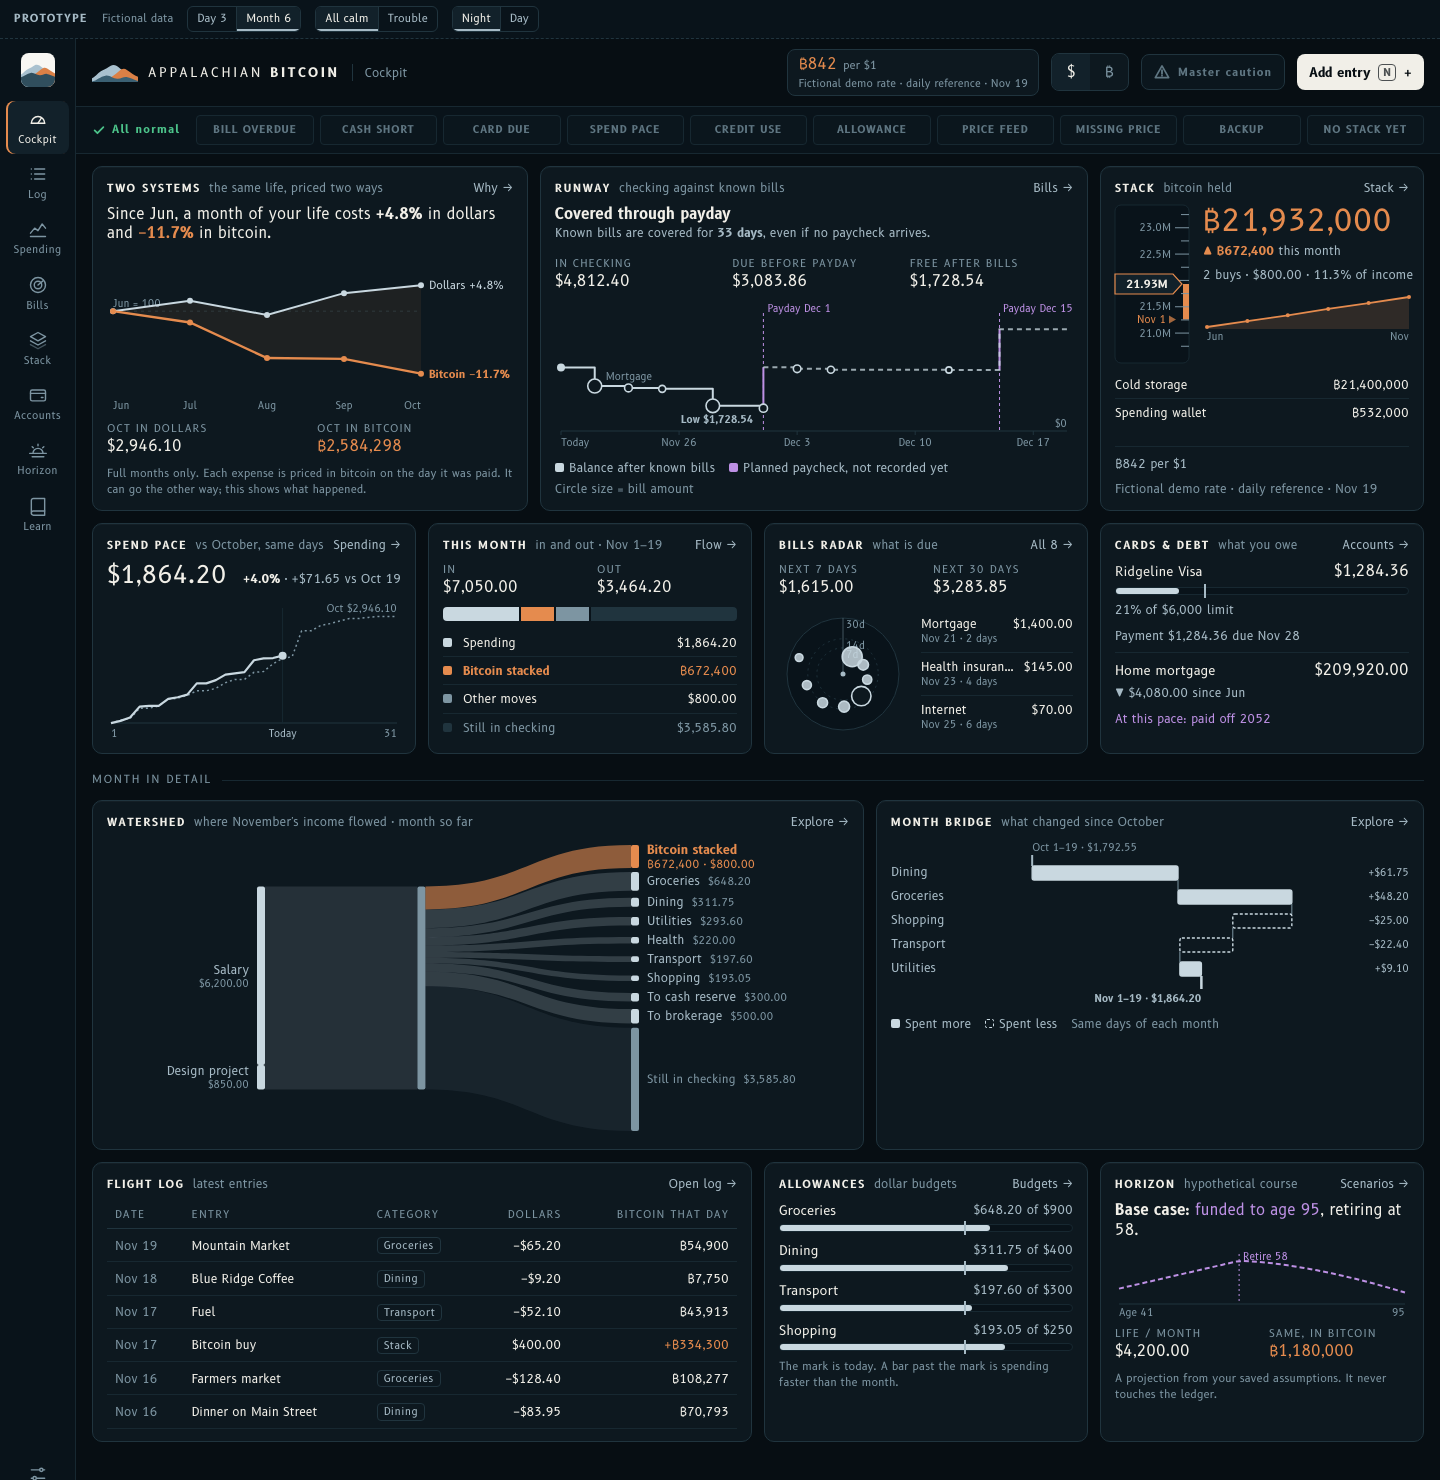 PROTOTYPE Fictional data Day 3 Month 6 All calm Trouble Night Day
APPALACHIAN BITCOIN Cockpit
₿842 per $1
Fictional demo rate · daily reference · Nov 19
$ ₿
Master caution
Add entry N +
Cockpit
Log
Spending
Bills
Stack
Accounts
Horizon
Learn
All normal BILL OVERDUE CASH SHORT CARD DUE SPEND PACE CREDIT USE ALLOWANCE PRICE FEED MISSING PRICE BACKUP NO STACK YET
TWO SYSTEMS the same life, priced two ways Why →
Since Jun, a month of your life costs +4.8% in dollars
and −11.7% in bitcoin.
Jun = 100
Dollars +4.8%
Bitcoin −11.7%
Jun Jul Aug Sep Oct
OCT IN DOLLARS OCT IN BITCOIN
$2,946.10 ₿2,584,298
Full months only. Each expense is priced in bitcoin on the day it was paid. It
can go the other way; this shows what happened.
RUNWAY checking against known bills Bills →
Covered through payday
Known bills are covered for 33 days, even if no paycheck arrives.
IN CHECKING DUE BEFORE PAYDAY FREE AFTER BILLS
$4,812.40 $3,083.86 $1,728.54
Payday Dec 1 Payday Dec 15
Mortgage
Low $1,728.54
$0
Today Nov 26 Dec 3 Dec 10 Dec 17
Balance after known bills Planned paycheck, not recorded yet
Circle size = bill amount
STACK bitcoin held Stack →
23.0M
22.5M
21.93M
21.5M
Nov 1
21.0M
₿21,932,000
▲ ₿672,400 this month
2 buys · $800.00 · 11.3% of income
Jun Nov
Cold storage ₿21,400,000
Spending wallet ₿532,000
₿842 per $1
Fictional demo rate · daily reference · Nov 19
SPEND PACE vs October, same days Spending →
$1,864.20 +4.0% · +$71.65 vs Oct 19
Oct $2,946.10
1 Today 31
THIS MONTH in and out · Nov 1–19 Flow →
IN OUT
$7,050.00 $3,464.20
Spending $1,864.20
Bitcoin stacked ₿672,400
Other moves $800.00
Still in checking $3,585.80
BILLS RADAR what is due All 8 →
NEXT 7 DAYS NEXT 30 DAYS
$1,615.00 $3,283.85
30d
14d
Mortgage $1,400.00
Nov 21 · 2 days
Health insuran... $145.00
Nov 23 · 4 days
Internet $70.00
Nov 25 · 6 days
CARDS & DEBT what you owe Accounts →
Ridgeline Visa $1,284.36
21% of $6,000 limit
Payment $1,284.36 due Nov 28
Home mortgage $209,920.00
▼ $4,080.00 since Jun
At this pace: paid off 2052
MONTH IN DETAIL
WATERSHED where November's income flowed · month so far Explore →
Salary
$6,200.00
Design project
$850.00
Bitcoin stacked
₿672,400 · $800.00
Groceries $648.20
Dining $311.75
Utilities $293.60
Health $220.00
Transport $197.60
Shopping $193.05
To cash reserve $300.00
To brokerage $500.00
Still in checking $3,585.80
MONTH BRIDGE what changed since October Explore →
Oct 1–19 · $1,792.55
Dining +$61.75
Groceries +$48.20
Shopping −$25.00
Transport −$22.40
Utilities +$9.10
Nov 1–19 · $1,864.20
Spent more Spent less Same days of each month
FLIGHT LOG latest entries Open log →
DATE ENTRY CATEGORY DOLLARS BITCOIN THAT DAY
Nov 19 Mountain Market Groceries −$65.20 ₿54,900
Nov 18 Blue Ridge Coffee Dining −$9.20 ₿7,750
Nov 17 Fuel Transport −$52.10 ₿43,913
Nov 17 Bitcoin buy Stack $400.00 +₿334,300
Nov 16 Farmers market Groceries −$128.40 ₿108,277
Nov 16 Dinner on Main Street Dining −$83.95 ₿70,793
ALLOWANCES dollar budgets Budgets →
Groceries $648.20 of $900
Dining $311.75 of $400
Transport $197.60 of $300
Shopping $193.05 of $250
The mark is today. A bar past the mark is spending
faster than the month.
HORIZON hypothetical course Scenarios →
Base case: funded to age 95, retiring at
58.
Retire 58
Age 41 95
LIFE / MONTH SAME, IN BITCOIN
$4,200.00 ₿1,180,000
A projection from your saved assumptions. It never
touches the ledger.